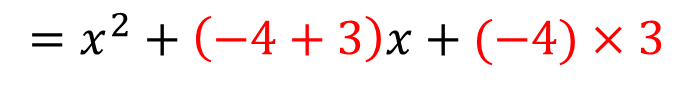 = x² + (−4 + 3)x + (−4) × 3